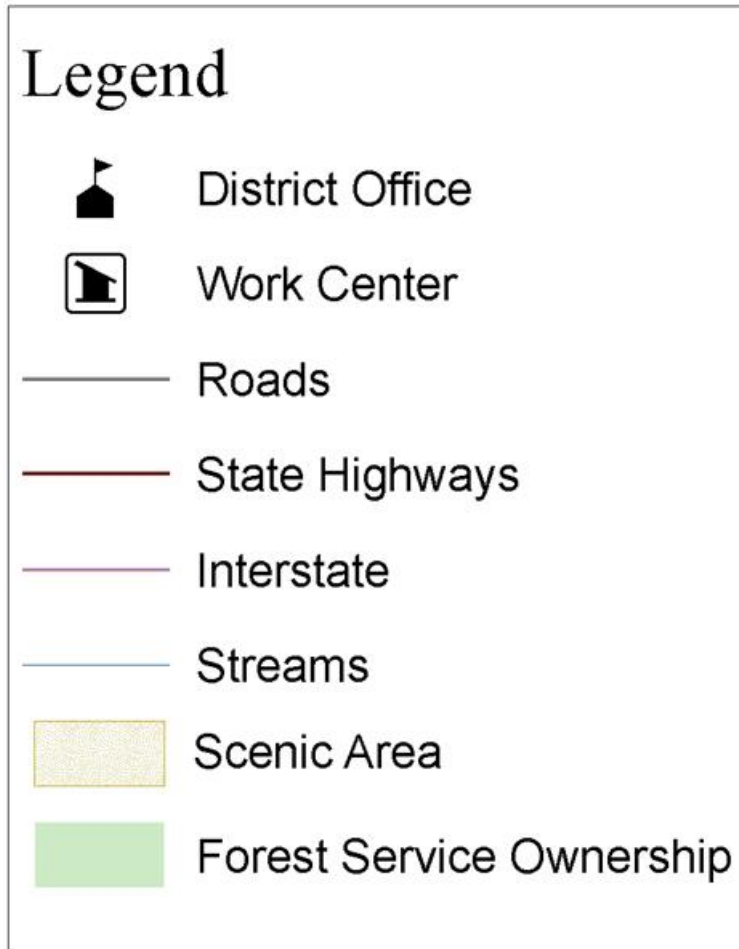 Legend
District Office
Work Center
Roads
State Highways
Interstate
Streams
Scenic Area
Forest Service Ownership